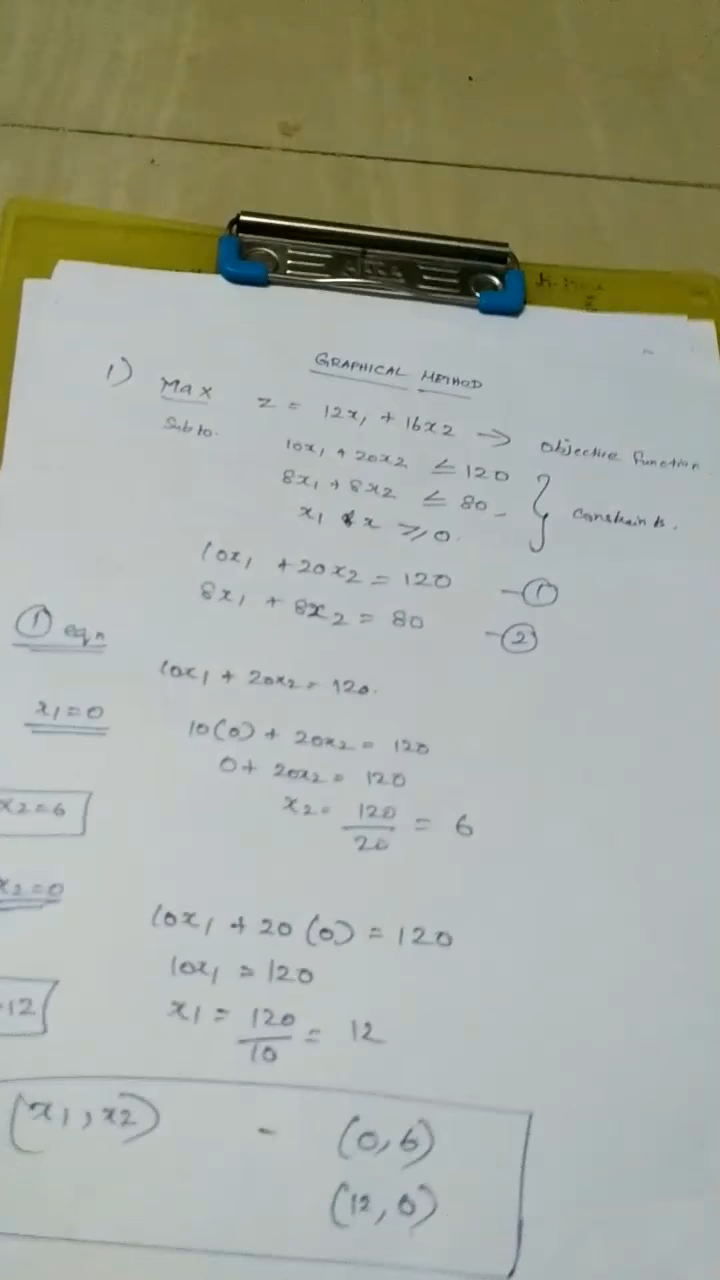 GRAPHICAL METHOD
1) Max z = 12x1 + 16x2 → Objective function
Sub to. 10x1 + 20x2 ≤ 120
8x1 + 8x2 ≤ 80 } Constraints.
x1 & x ≥ 0.
10x1 + 20x2 = 120 - ①
8x1 + 8x2 = 80 - ②
① eqn
10x1 + 20x2 = 120.
x1 = 0
10(0) + 20x2 = 120
0 + 20x2 = 120
x2 = 6
x2 = 120/20 = 6
x2 = 0
10x1 + 20(0) = 120
10x1 = 120
12
x1 = 120/10 = 12
(x1, x2) - (0, 6)
(12, 0)